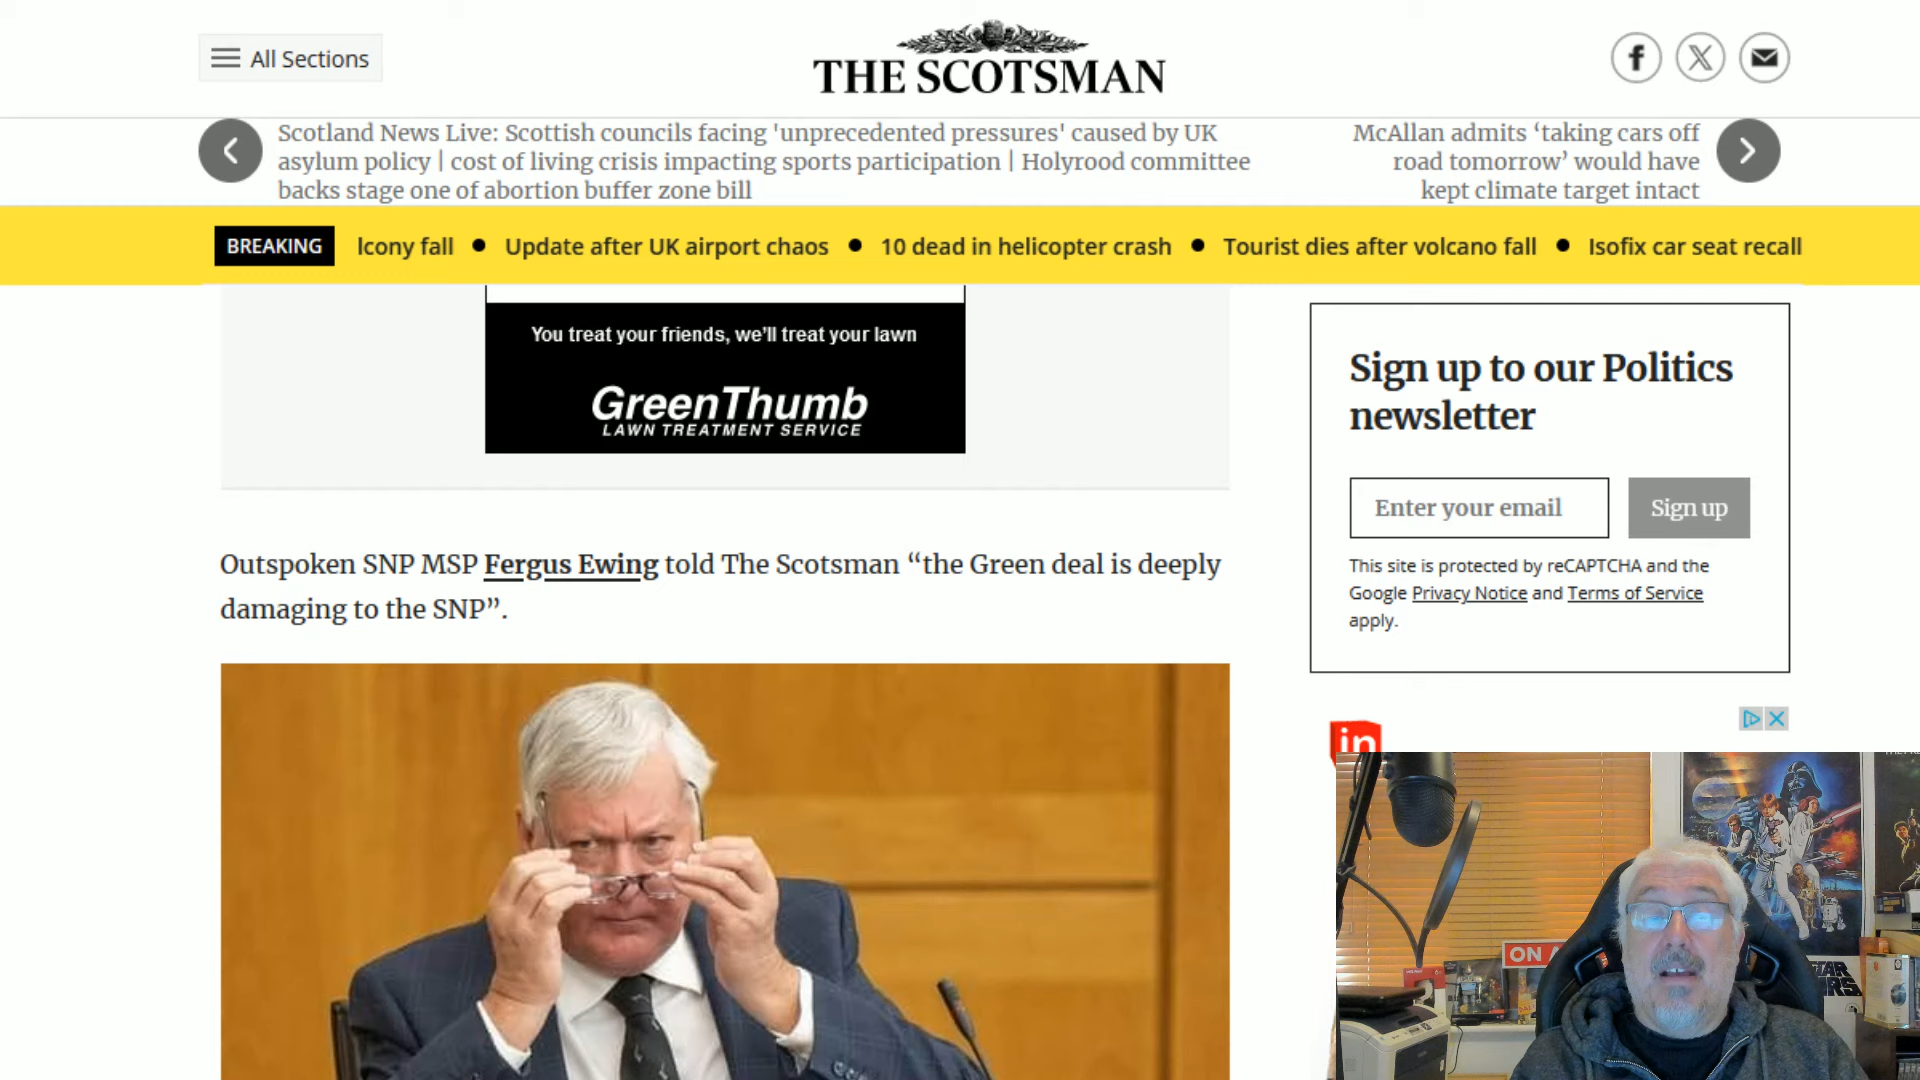 All Sections
THE SCOTSMAN
Scotland News Live: Scottish councils facing 'unprecedented pressures' caused by UK
asylum policy | cost of living crisis impacting sports participation | Holyrood committee
backs stage one of abortion buffer zone bill
McAllan admits ‘taking cars off
road tomorrow’ would have
kept climate target intact
BREAKING lcony fall • Update after UK airport chaos • 10 dead in helicopter crash • Tourist dies after volcano fall • Isofix car seat recall
You treat your friends, we'll treat your lawn
GreenThumb
LAWN TREATMENT SERVICE
Sign up to our Politics
newsletter
Enter your email Sign up
This site is protected by reCAPTCHA and the
Google Privacy Notice and Terms of Service
apply.
Outspoken SNP MSP Fergus Ewing told The Scotsman “the Green deal is deeply
damaging to the SNP”.
in
ON
STAR
WARS